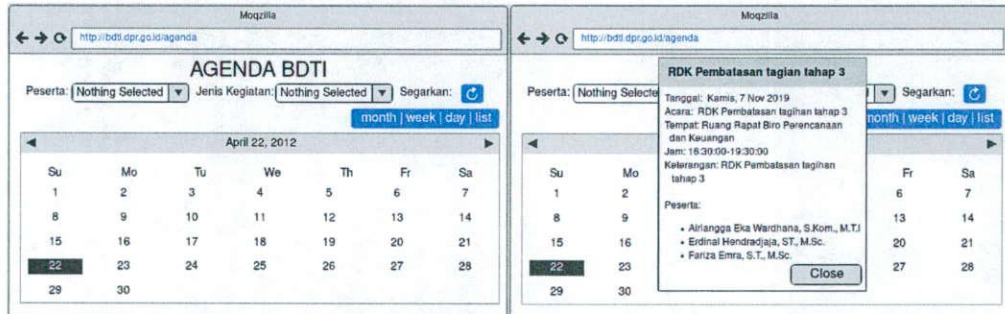 Moqzilla
http://bdti.dpr.go.id/agenda
AGENDA BDTI
Peserta: Nothing Selected Jenis Kegiatan: Nothing Selected Segarkan:
month | week | day | list
April 22, 2012
Su Mo Tu We Th Fr Sa
1 2 3 4 5 6 7
8 9 10 11 12 13 14
15 16 17 18 19 20 21
22 23 24 25 26 27 28
29 30
Moqzilla
http://bdti.dpr.go.id/agenda
Peserta: Nothing Selecte Segarkan:
month | week | day | list
Su Mo Fr Sa
1 2 6 7
8 9 13 14
15 16 20 21
22 23 27 28
29 30
RDK Pembatasan tagian tahap 3
Tanggal: Kamis, 7 Nov 2019
Acara: RDK Pembatasan tagihan tahap 3
Tempat: Ruang Rapat Biro Perencanaan
dan Keuangan
Jam: 16:30:00-19:30:00
Keterangan: RDK Pembatasan tagihan
tahap 3
Peserta:
• Airlangga Eka Wardhana, S.Kom., M.T.I
• Erdinal Hendradjaja, ST., M.Sc.
• Fariza Emra, S.T., M.Sc.
Close